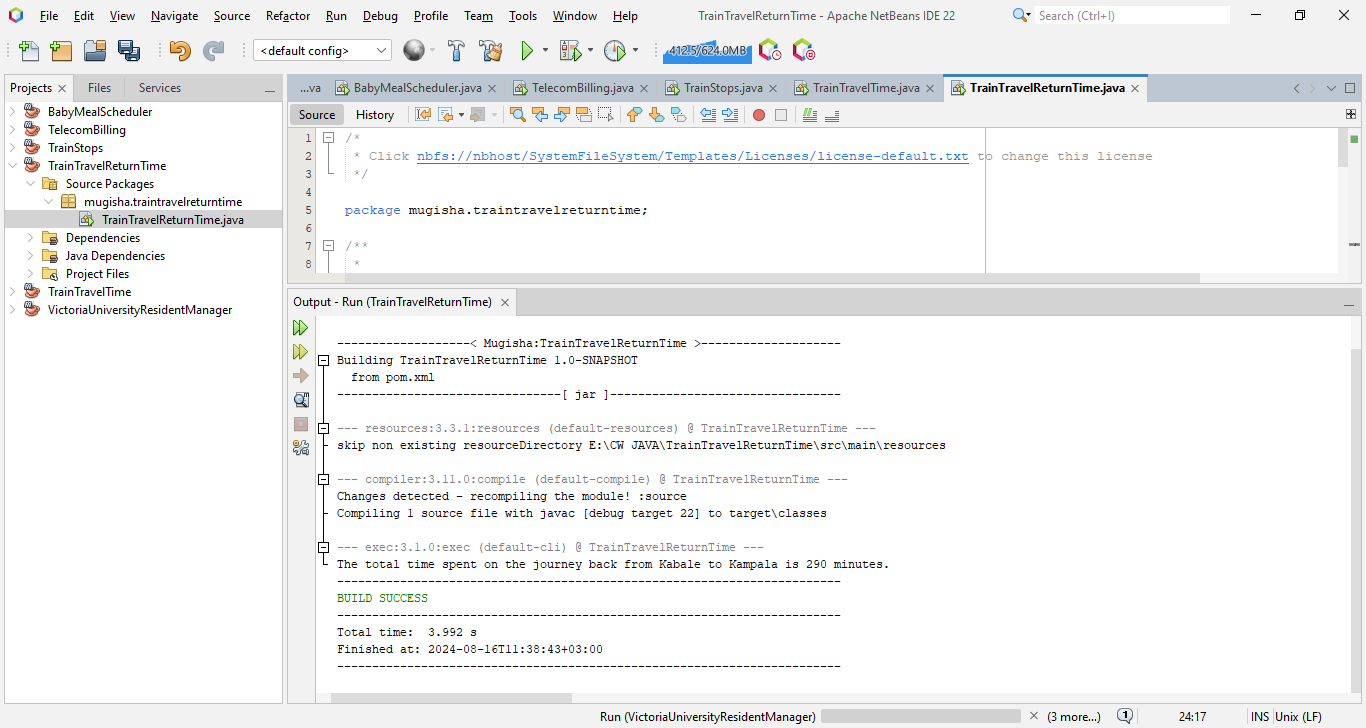 File Edit View Navigate Source Refactor Run Debug Profile Team Tools Window Help TrainTravelReturnTime - Apache NetBeans IDE 22 Search (Ctrl+I)
<default config> 412.5/624.0MB
Projects Files Services
BabyMealScheduler
TelecomBilling
TrainStops
TrainTravelReturnTime
Source Packages
mugisha.traintravelreturntime
TrainTravelReturnTime.java
Dependencies
Java Dependencies
Project Files
TrainTravelTime
VictoriaUniversityResidentManager
...va BabyMealScheduler.java TelecomBilling.java TrainStops.java TrainTravelTime.java TrainTravelReturnTime.java
Source History
1 /*
2 * Click nbfs://nbhost/SystemFileSystem/Templates/Licenses/license-default.txt to change this license
3 */
4
5 package mugisha.traintravelreturntime;
6
7 /**
8 *
Output - Run (TrainTravelReturnTime)
-------------------< Mugisha:TrainTravelReturnTime >--------------------
Building TrainTravelReturnTime 1.0-SNAPSHOT
from pom.xml
--------------------------------[ jar ]---------------------------------
--- resources:3.3.1:resources (default-resources) @ TrainTravelReturnTime ---
skip non existing resourceDirectory E:\CW JAVA\TrainTravelReturnTime\src\main\resources
--- compiler:3.11.0:compile (default-compile) @ TrainTravelReturnTime ---
Changes detected - recompiling the module! :source
Compiling 1 source file with javac [debug target 22] to target\classes
--- exec:3.1.0:exec (default-cli) @ TrainTravelReturnTime ---
The total time spent on the journey back from Kabale to Kampala is 290 minutes.
------------------------------------------------------------------------
BUILD SUCCESS
------------------------------------------------------------------------
Total time:  3.992 s
Finished at: 2024-08-16T11:38:43+03:00
------------------------------------------------------------------------
Run (VictoriaUniversityResidentManager) (3 more...) 1 24:17 INS Unix (LF)